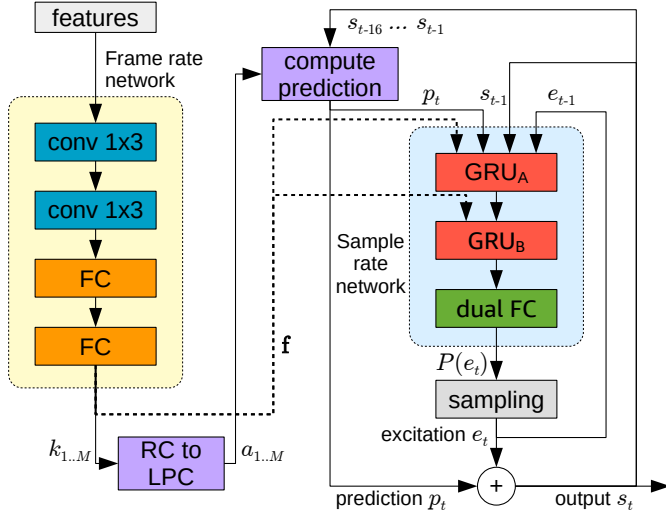 features
Frame rate
network
conv 1x3
conv 1x3
FC
FC
k1..M
RC to
LPC
a1..M
f
st-16 ... st-1
compute
prediction
pt
st-1
et-1
GRUA
GRUB
dual FC
Sample
rate
network
P(et)
sampling
excitation et
+
prediction pt
output st